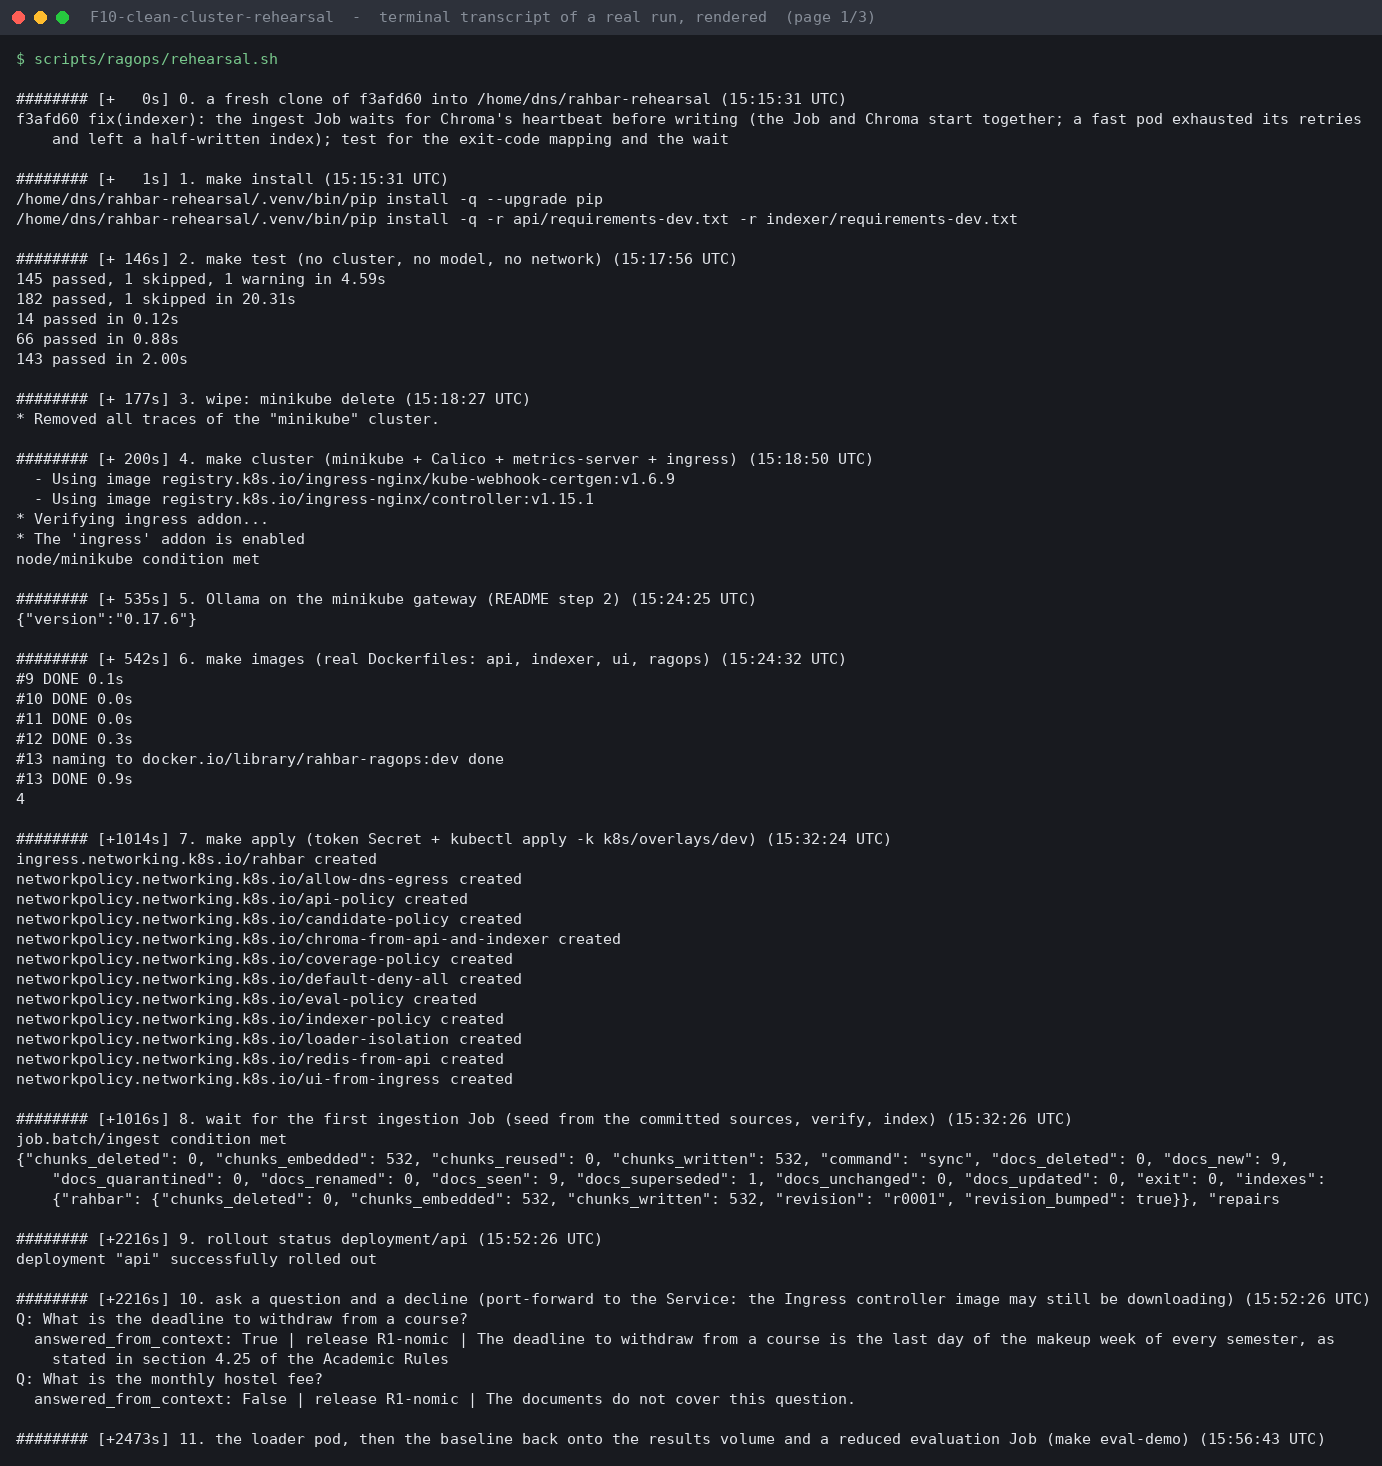 F10-clean-cluster-rehearsal  -  terminal transcript of a real run, rendered  (page 1/3)
$ scripts/ragops/rehearsal.sh
######## [+   0s] 0. a fresh clone of f3afd60 into /home/dns/rahbar-rehearsal (15:15:31 UTC)
f3afd60 fix(indexer): the ingest Job waits for Chroma's heartbeat before writing (the Job and Chroma start together; a fast pod exhausted its retries
    and left a half-written index); test for the exit-code mapping and the wait
######## [+   1s] 1. make install (15:15:31 UTC)
/home/dns/rahbar-rehearsal/.venv/bin/pip install -q --upgrade pip
/home/dns/rahbar-rehearsal/.venv/bin/pip install -q -r api/requirements-dev.txt -r indexer/requirements-dev.txt
######## [+ 146s] 2. make test (no cluster, no model, no network) (15:17:56 UTC)
145 passed, 1 skipped, 1 warning in 4.59s
182 passed, 1 skipped in 20.31s
14 passed in 0.12s
66 passed in 0.88s
143 passed in 2.00s
######## [+ 177s] 3. wipe: minikube delete (15:18:27 UTC)
* Removed all traces of the "minikube" cluster.
######## [+ 200s] 4. make cluster (minikube + Calico + metrics-server + ingress) (15:18:50 UTC)
  - Using image registry.k8s.io/ingress-nginx/kube-webhook-certgen:v1.6.9
  - Using image registry.k8s.io/ingress-nginx/controller:v1.15.1
* Verifying ingress addon...
* The 'ingress' addon is enabled
node/minikube condition met
######## [+ 535s] 5. Ollama on the minikube gateway (README step 2) (15:24:25 UTC)
{"version":"0.17.6"}
######## [+ 542s] 6. make images (real Dockerfiles: api, indexer, ui, ragops) (15:24:32 UTC)
#9 DONE 0.1s
#10 DONE 0.0s
#11 DONE 0.0s
#12 DONE 0.3s
#13 naming to docker.io/library/rahbar-ragops:dev done
#13 DONE 0.9s
4
######## [+1014s] 7. make apply (token Secret + kubectl apply -k k8s/overlays/dev) (15:32:24 UTC)
ingress.networking.k8s.io/rahbar created
networkpolicy.networking.k8s.io/allow-dns-egress created
networkpolicy.networking.k8s.io/api-policy created
networkpolicy.networking.k8s.io/candidate-policy created
networkpolicy.networking.k8s.io/chroma-from-api-and-indexer created
networkpolicy.networking.k8s.io/coverage-policy created
networkpolicy.networking.k8s.io/default-deny-all created
networkpolicy.networking.k8s.io/eval-policy created
networkpolicy.networking.k8s.io/indexer-policy created
networkpolicy.networking.k8s.io/loader-isolation created
networkpolicy.networking.k8s.io/redis-from-api created
networkpolicy.networking.k8s.io/ui-from-ingress created
######## [+1016s] 8. wait for the first ingestion Job (seed from the committed sources, verify, index) (15:32:26 UTC)
job.batch/ingest condition met
{"chunks_deleted": 0, "chunks_embedded": 532, "chunks_reused": 0, "chunks_written": 532, "command": "sync", "docs_deleted": 0, "docs_new": 9,
    "docs_quarantined": 0, "docs_renamed": 0, "docs_seen": 9, "docs_superseded": 1, "docs_unchanged": 0, "docs_updated": 0, "exit": 0, "indexes":
    {"rahbar": {"chunks_deleted": 0, "chunks_embedded": 532, "chunks_written": 532, "revision": "r0001", "revision_bumped": true}}, "repairs
######## [+2216s] 9. rollout status deployment/api (15:52:26 UTC)
deployment "api" successfully rolled out
######## [+2216s] 10. ask a question and a decline (port-forward to the Service: the Ingress controller image may still be downloading) (15:52:26 UTC)
Q: What is the deadline to withdraw from a course?
  answered_from_context: True | release R1-nomic | The deadline to withdraw from a course is the last day of the makeup week of every semester, as
    stated in section 4.25 of the Academic Rules
Q: What is the monthly hostel fee?
  answered_from_context: False | release R1-nomic | The documents do not cover this question.
######## [+2473s] 11. the loader pod, then the baseline back onto the results volume and a reduced evaluation Job (make eval-demo) (15:56:43 UTC)